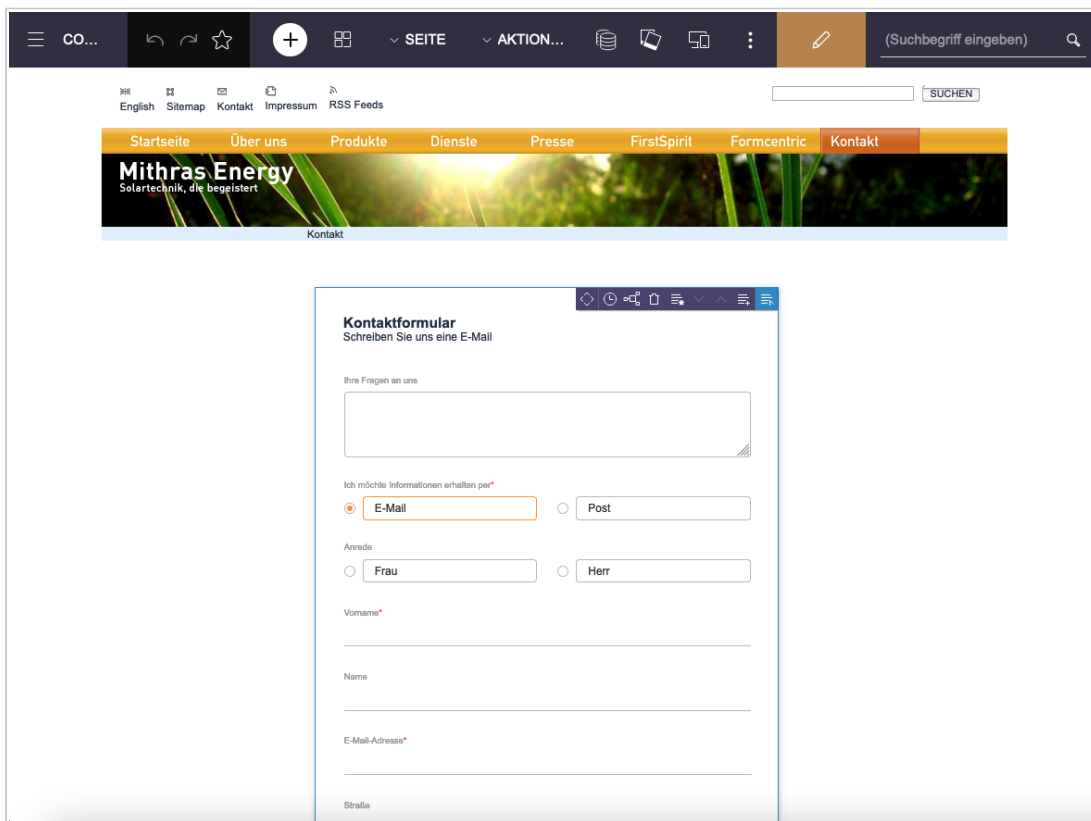 CO...
SEITE
AKTION...
(Suchbegriff eingeben)
English Sitemap Kontakt Impressum RSS Feeds
SUCHEN
Startseite Über uns Produkte Dienste Presse FirstSpirit Formcentric Kontakt
Mithras Energy
Solartechnik, die begeistert
Kontakt
Kontaktformular
Schreiben Sie uns eine E-Mail
Ihre Fragen an uns
Ich möchte Informationen erhalten per*
E-Mail Post
Anrede
Frau Herr
Vorname*
Name
E-Mail-Adresse*
Straße